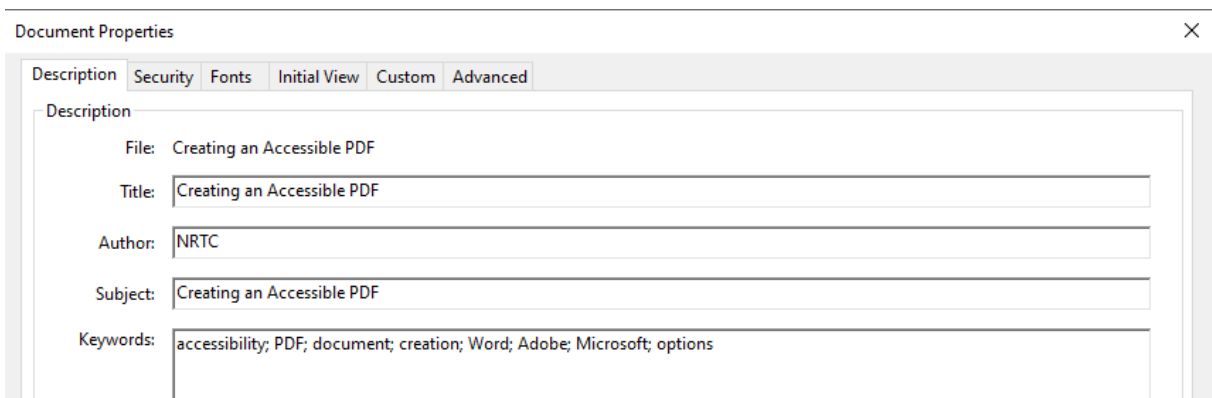 Document Properties
Description Security Fonts Initial View Custom Advanced
Description
File: Creating an Accessible PDF
Title: Creating an Accessible PDF
Author: NRTC
Subject: Creating an Accessible PDF
Keywords: accessibility; PDF; document; creation; Word; Adobe; Microsoft; options